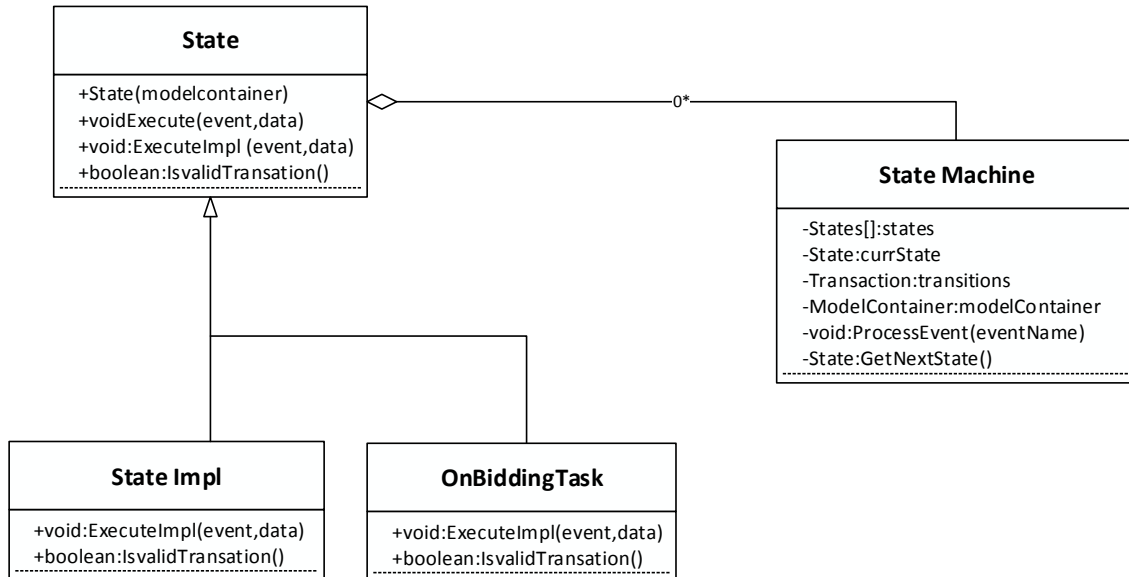 State
+State(modelcontainer)
+voidExecute(event,data)
+void:ExecuteImpl (event,data)
+boolean:IsvalidTransation()
0*
State Machine
-States[]:states
-State:currState
-Transaction:transitions
-ModelContainer:modelContainer
-void:ProcessEvent(eventName)
-State:GetNextState()
State Impl
+void:ExecuteImpl(event,data)
+boolean:IsvalidTransation()
OnBiddingTask
+void:ExecuteImpl(event,data)
+boolean:IsvalidTransation()